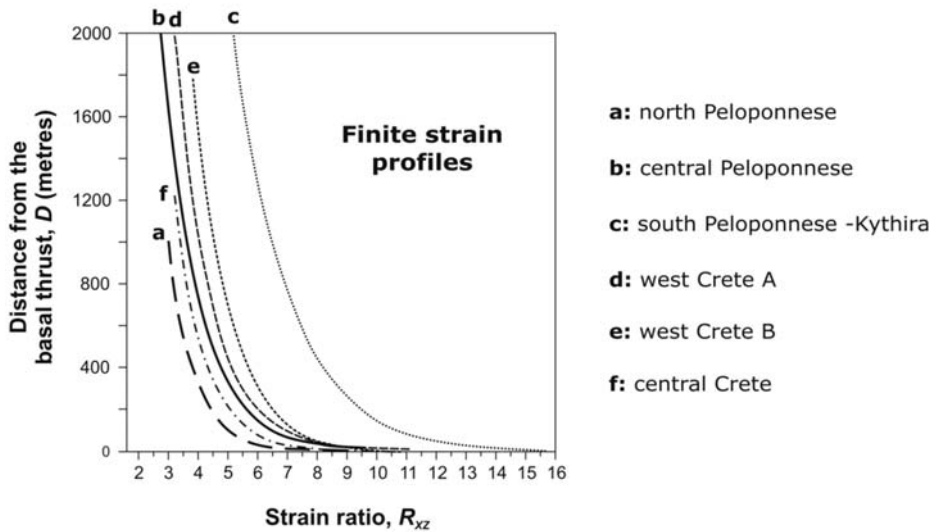 b d c
2000
e
Finite strain
profiles
1600
1200
f
a
800
400
0
Distance from the
basal thrust, D (metres)
2 3 4 5 6 7 8 9 10 11 12 13 14 15 16
Strain ratio, Rxz
a: north Peloponnese
b: central Peloponnese
c: south Peloponnese -Kythira
d: west Crete A
e: west Crete B
f: central Crete